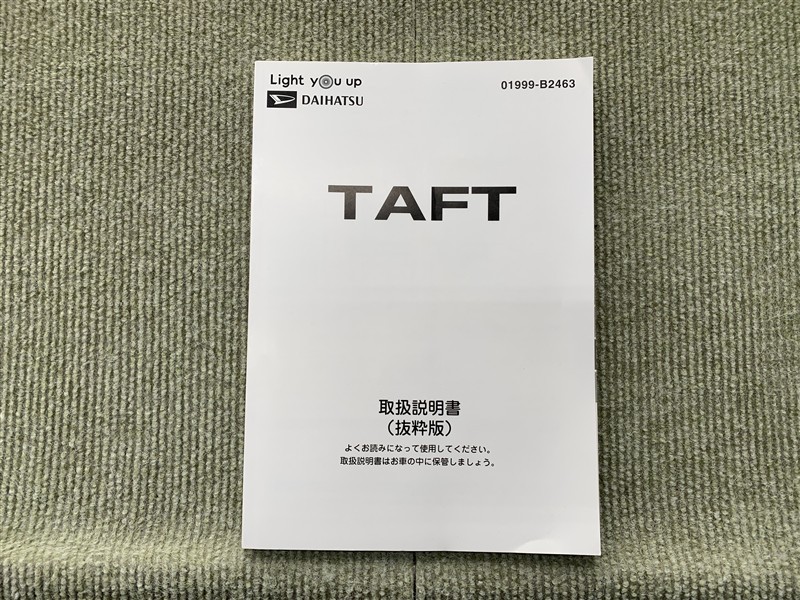 Light you up
DAIHATSU
01999-B2463
TAFT
取扱説明書
（抜粋版）
よくお読みになって使用してください。
取扱説明書はお車の中に保管しましょう。